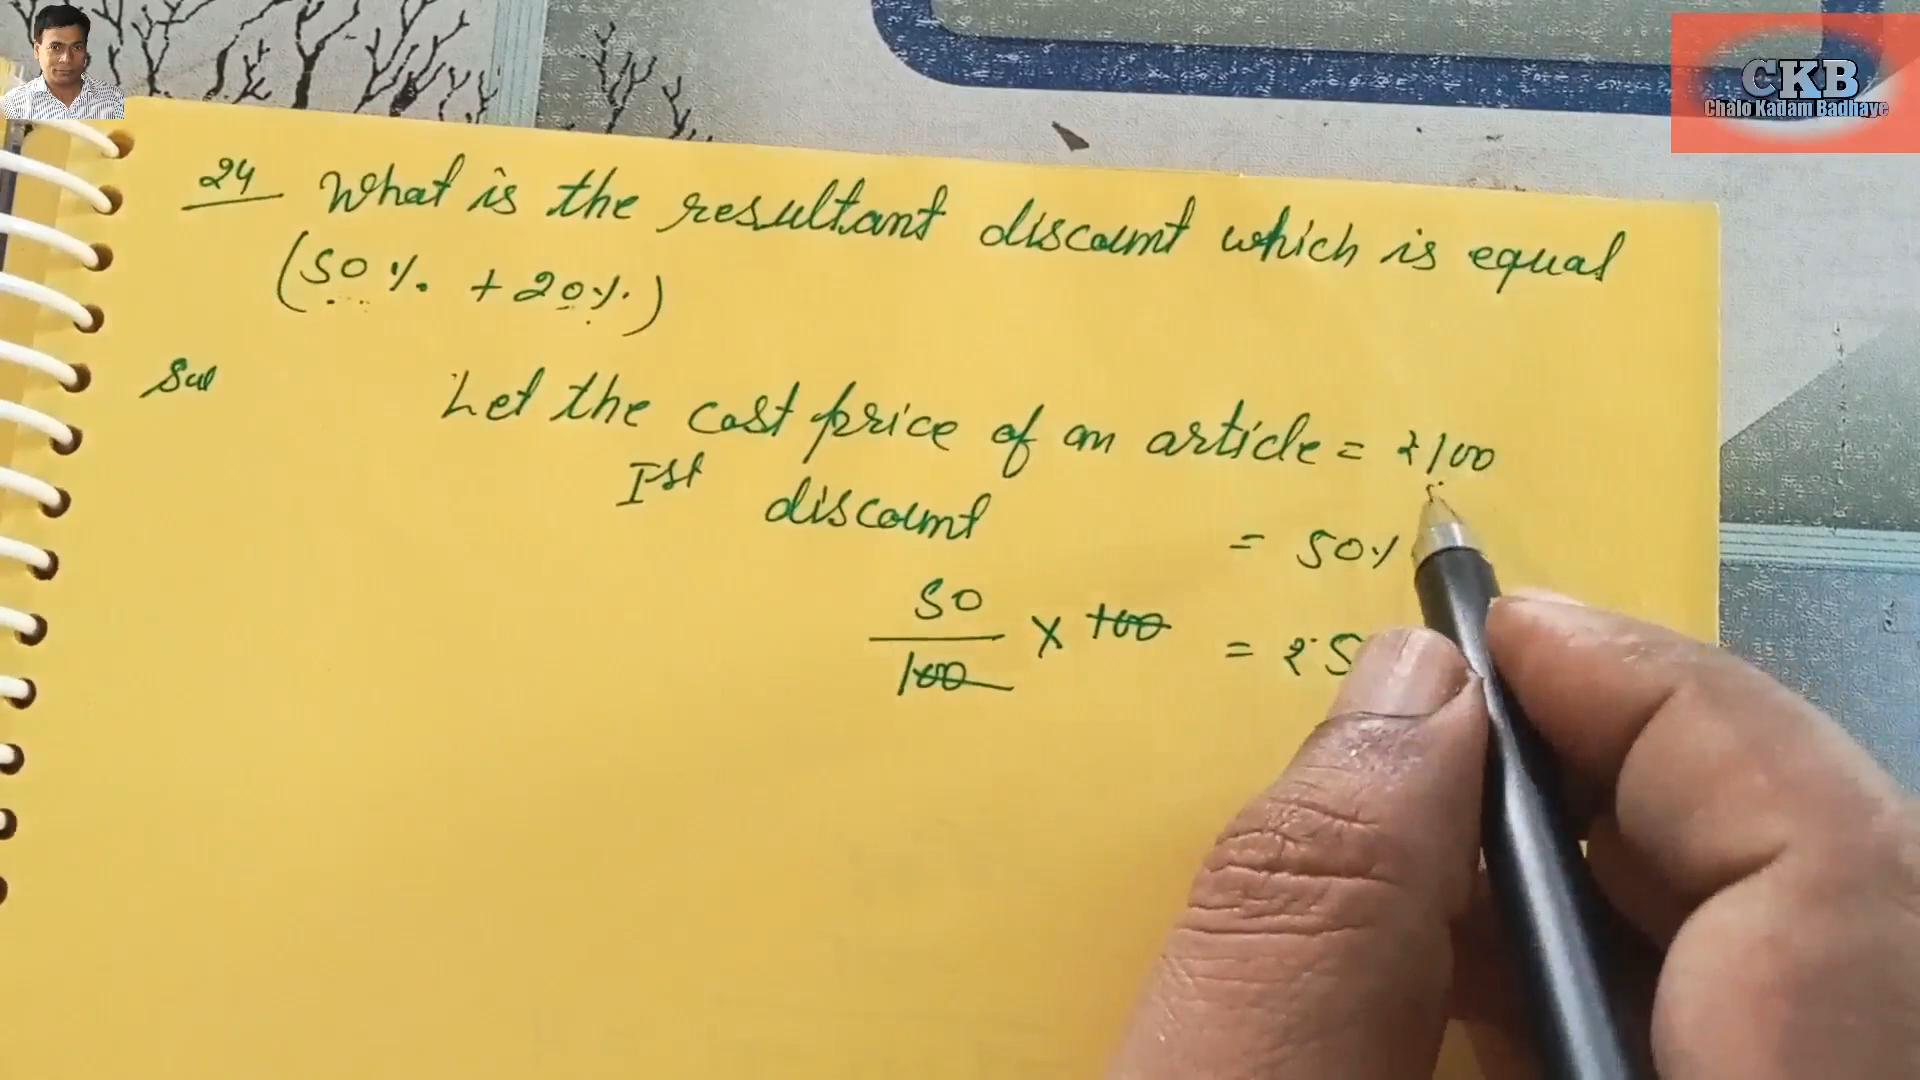 CKB
Chalo Kadam Badhaye
24 What is the resultant discount which is equal
(50% + 20%)
Sol Let the cost price of an article = ₹100
Ist discount = 50%
50/100 × 100 = ₹5